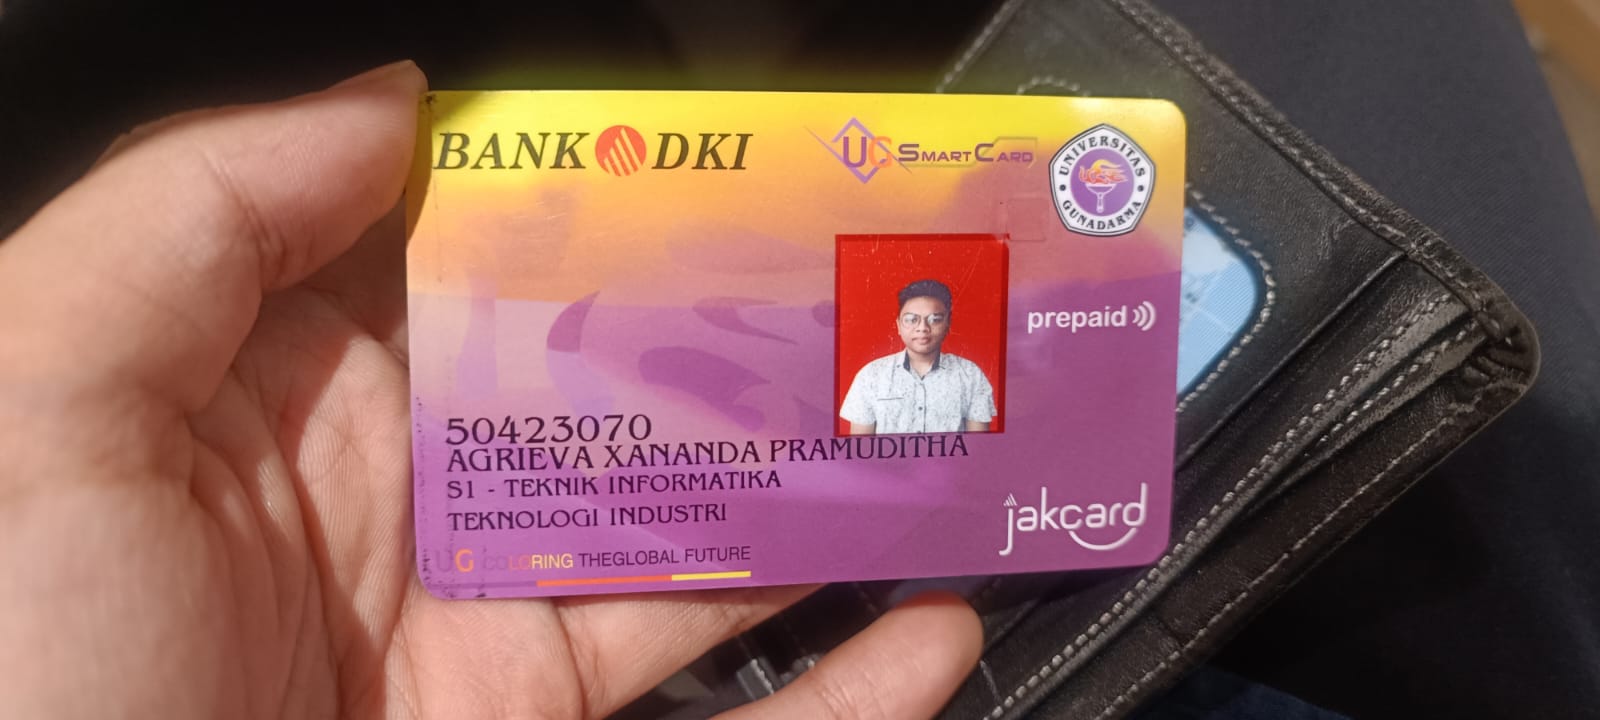 BANK DKI
UG SMARTCARD
UNIVERSITAS
GUNADARMA
prepaid
50423070
AGRIEVA XANANDA PRAMUDITHA
S1 - TEKNIK INFORMATIKA
TEKNOLOGI INDUSTRI
jakcard
UG COLORING THEGLOBAL FUTURE